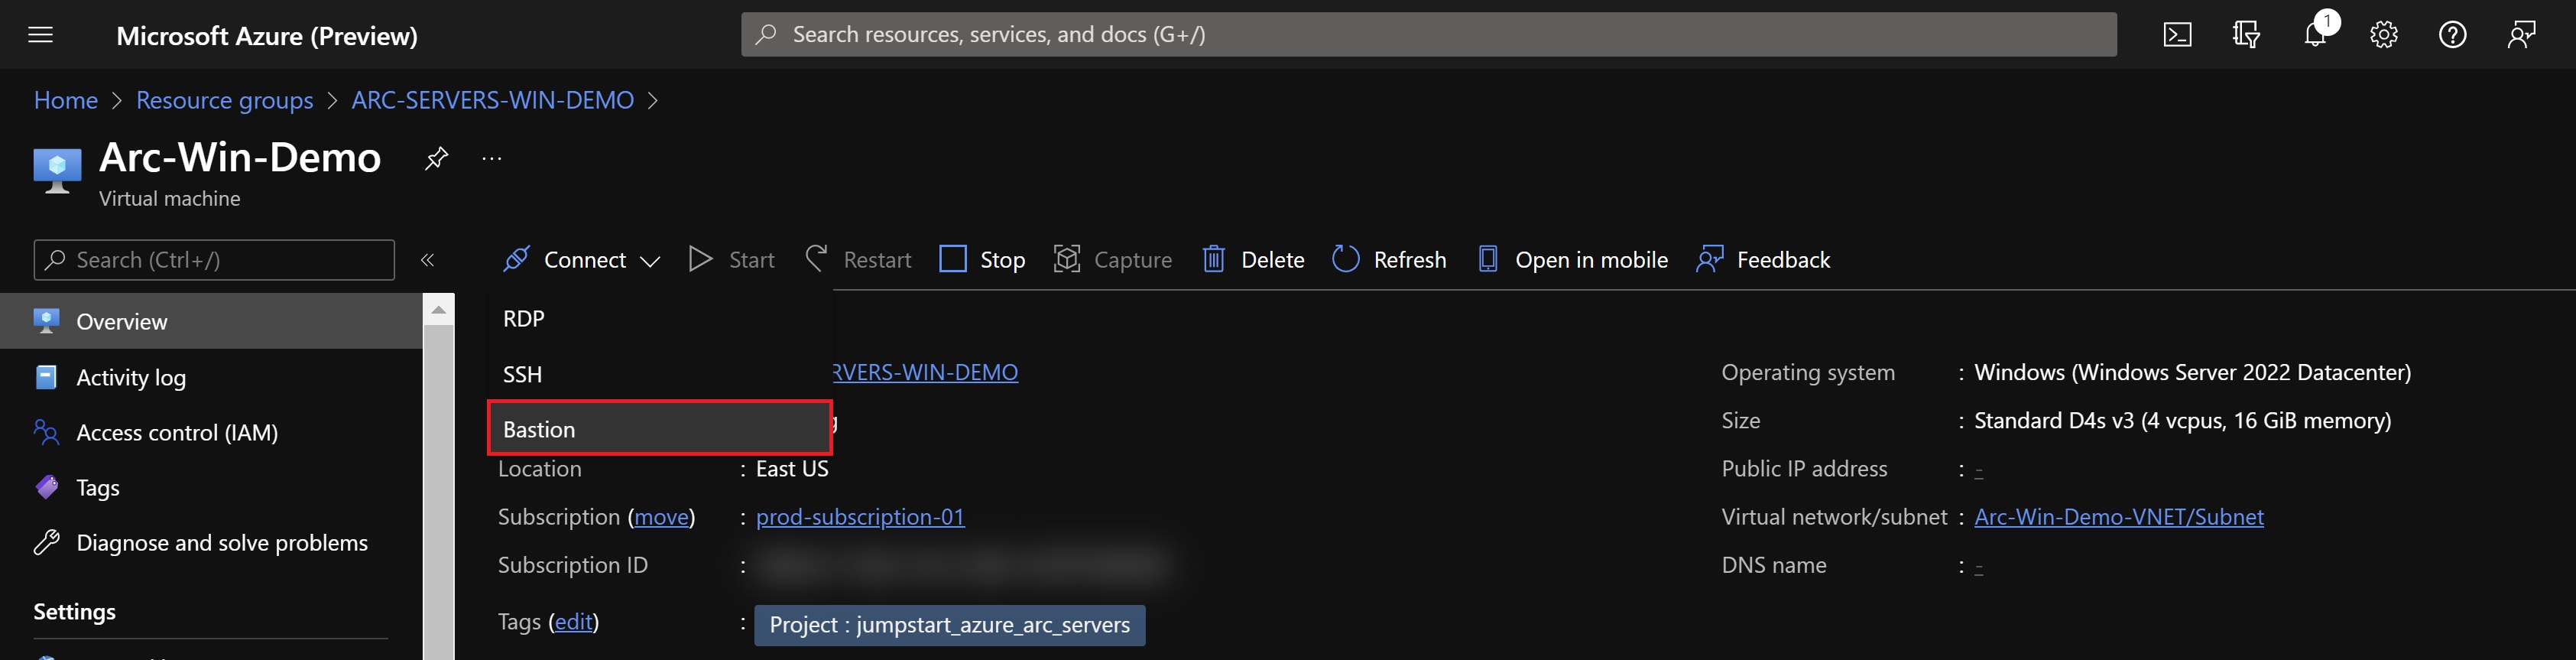 Microsoft Azure (Preview)
Search resources, services, and docs (G+/)
1
Home > Resource groups > ARC-SERVERS-WIN-DEMO >
Arc-Win-Demo
...
Virtual machine
Search (Ctrl+/)
«
Connect
Start
Restart
Stop
Capture
Delete
Refresh
Open in mobile
Feedback
Overview
Activity log
Access control (IAM)
Tags
Diagnose and solve problems
Settings
RDP
SSH
Bastion
RVERS-WIN-DEMO
Location : East US
Subscription (move) : prod-subscription-01
Subscription ID :
Tags (edit) : Project : jumpstart_azure_arc_servers
Operating system : Windows (Windows Server 2022 Datacenter)
Size : Standard D4s v3 (4 vcpus, 16 GiB memory)
Public IP address : -
Virtual network/subnet : Arc-Win-Demo-VNET/Subnet
DNS name : -